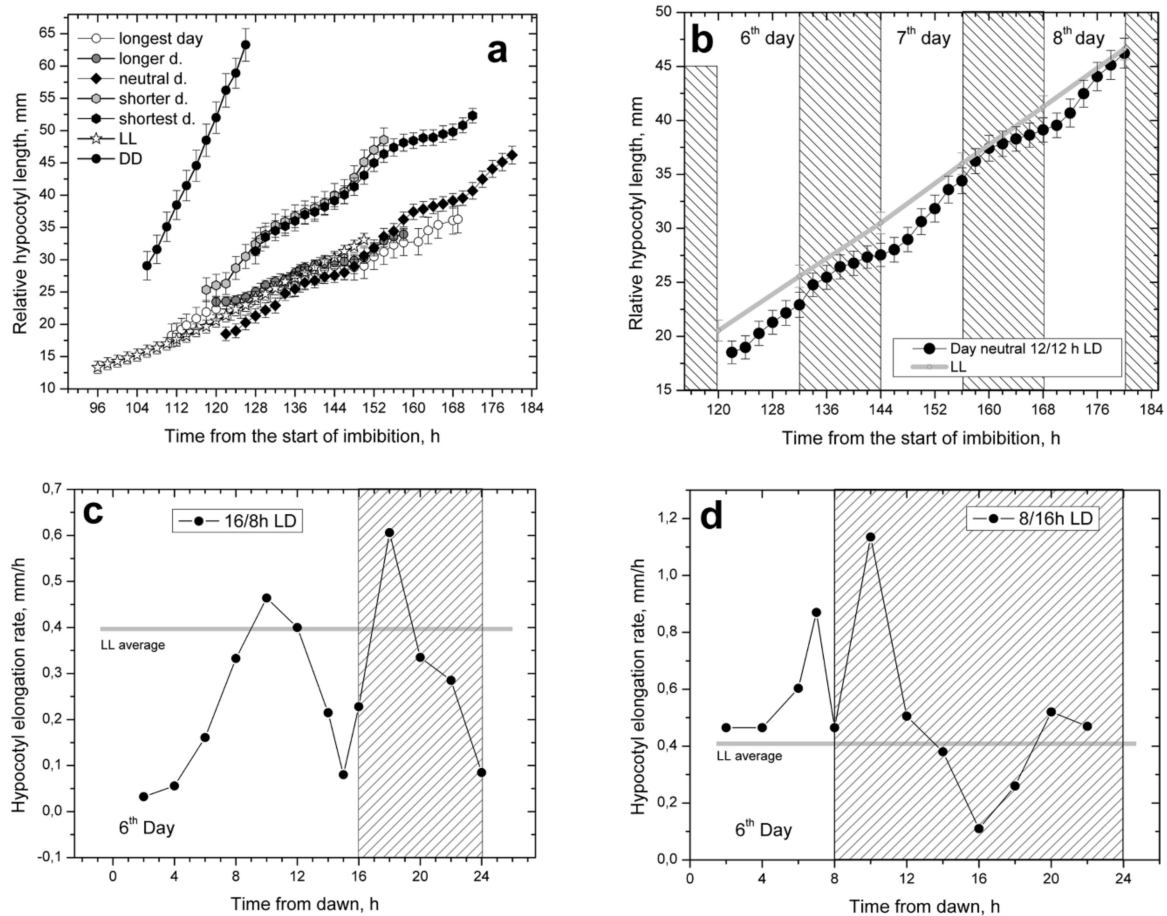 a
longest day
longer d.
neutral d.
shorter d.
shortest d.
LL
DD
Relative hypocotyl length, mm
65
60
55
50
45
40
35
30
25
20
15
10
96 104 112 120 128 136 144 152 160 168 176 184
Time from the start of imbibition, h
b
6th day 7th day 8th day
Rlative hypocotyl length, mm
50
45
40
35
30
25
20
15
Day neutral 12/12 h LD
LL
120 128 136 144 152 160 168 176 184
Time from the start of imbibition, h
c
16/8h LD
Hypocotyl elongation rate, mm/h
0,7
0,6
0,5
0,4
0,3
0,2
0,1
0,0
-0,1
LL average
6th Day
0 4 8 12 16 20 24
Time from dawn, h
d
8/16h LD
Hypocotyl elongation rate, mm/h
1,2
1,0
0,8
0,6
0,4
0,2
0,0
LL average
6th Day
0 4 8 12 16 20 24
Time from dawn, h